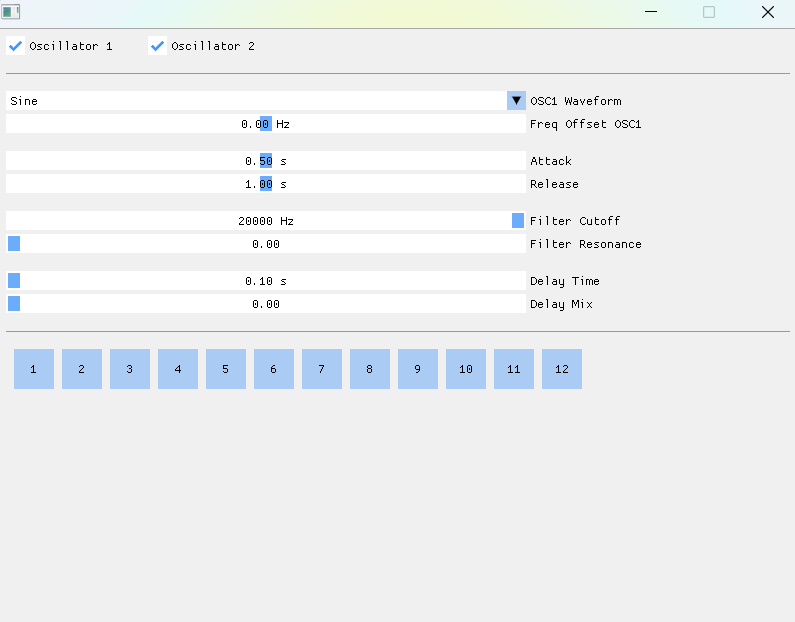 Oscillator 1 Oscillator 2
Sine OSC1 Waveform
0.00 Hz Freq Offset OSC1
0.50 s Attack
1.00 s Release
20000 Hz Filter Cutoff
0.00 Filter Resonance
0.10 s Delay Time
0.00 Delay Mix
1 2 3 4 5 6 7 8 9 10 11 12